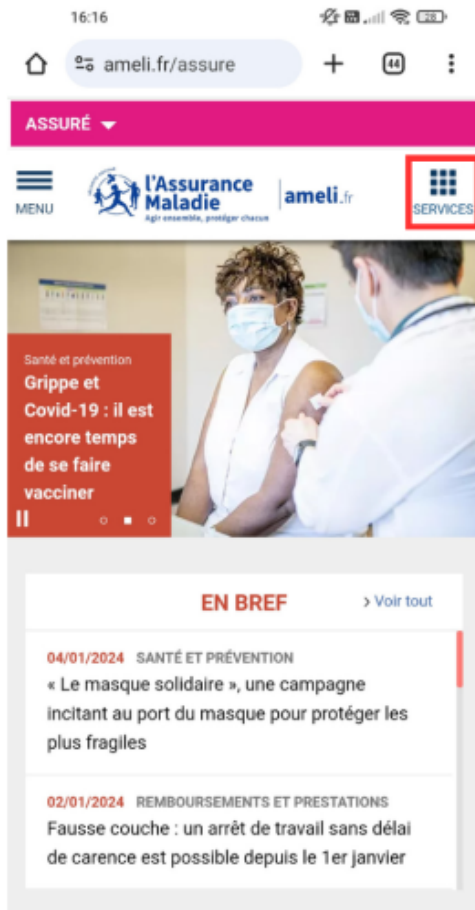 16:16
28
ameli.fr/assure
44
ASSURÉ
MENU
l'Assurance
Maladie
Agir ensemble, protéger chacun
ameli.fr
SERVICES
Santé et prévention
Grippe et
Covid-19 : il est
encore temps
de se faire
vacciner
EN BREF
Voir tout
04/01/2024 SANTÉ ET PRÉVENTION
« Le masque solidaire », une campagne
incitant au port du masque pour protéger les
plus fragiles
02/01/2024 REMBOURSEMENTS ET PRESTATIONS
Fausse couche : un arrêt de travail sans délai
de carence est possible depuis le 1er janvier